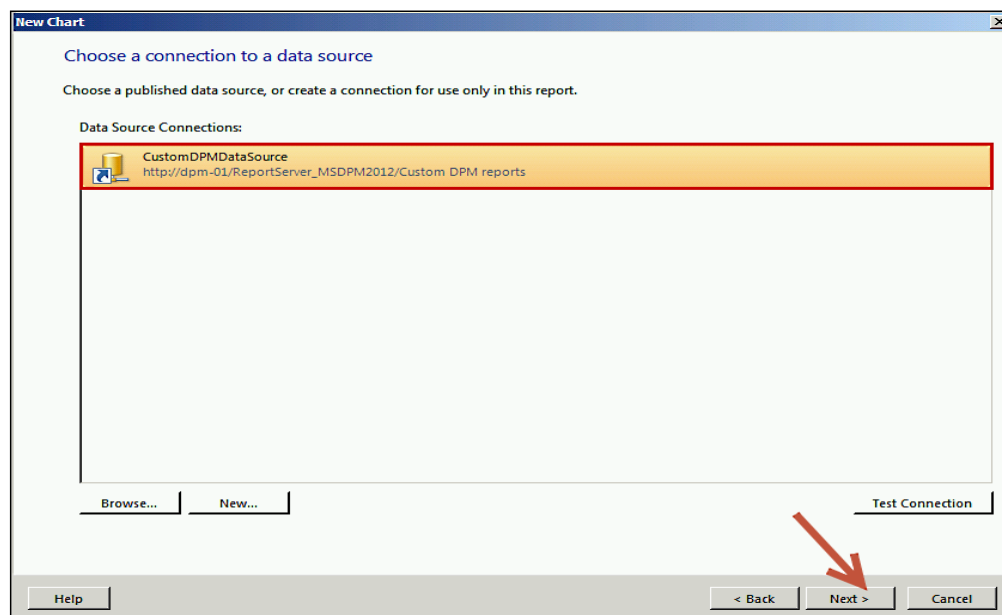 New Chart
Choose a connection to a data source
Choose a published data source, or create a connection for use only in this report.
Data Source Connections:
CustomDPMDataSource
http://dpm-01/ReportServer_MSDPM2012/Custom DPM reports
Browse... New... Test Connection
Help < Back Next > Cancel